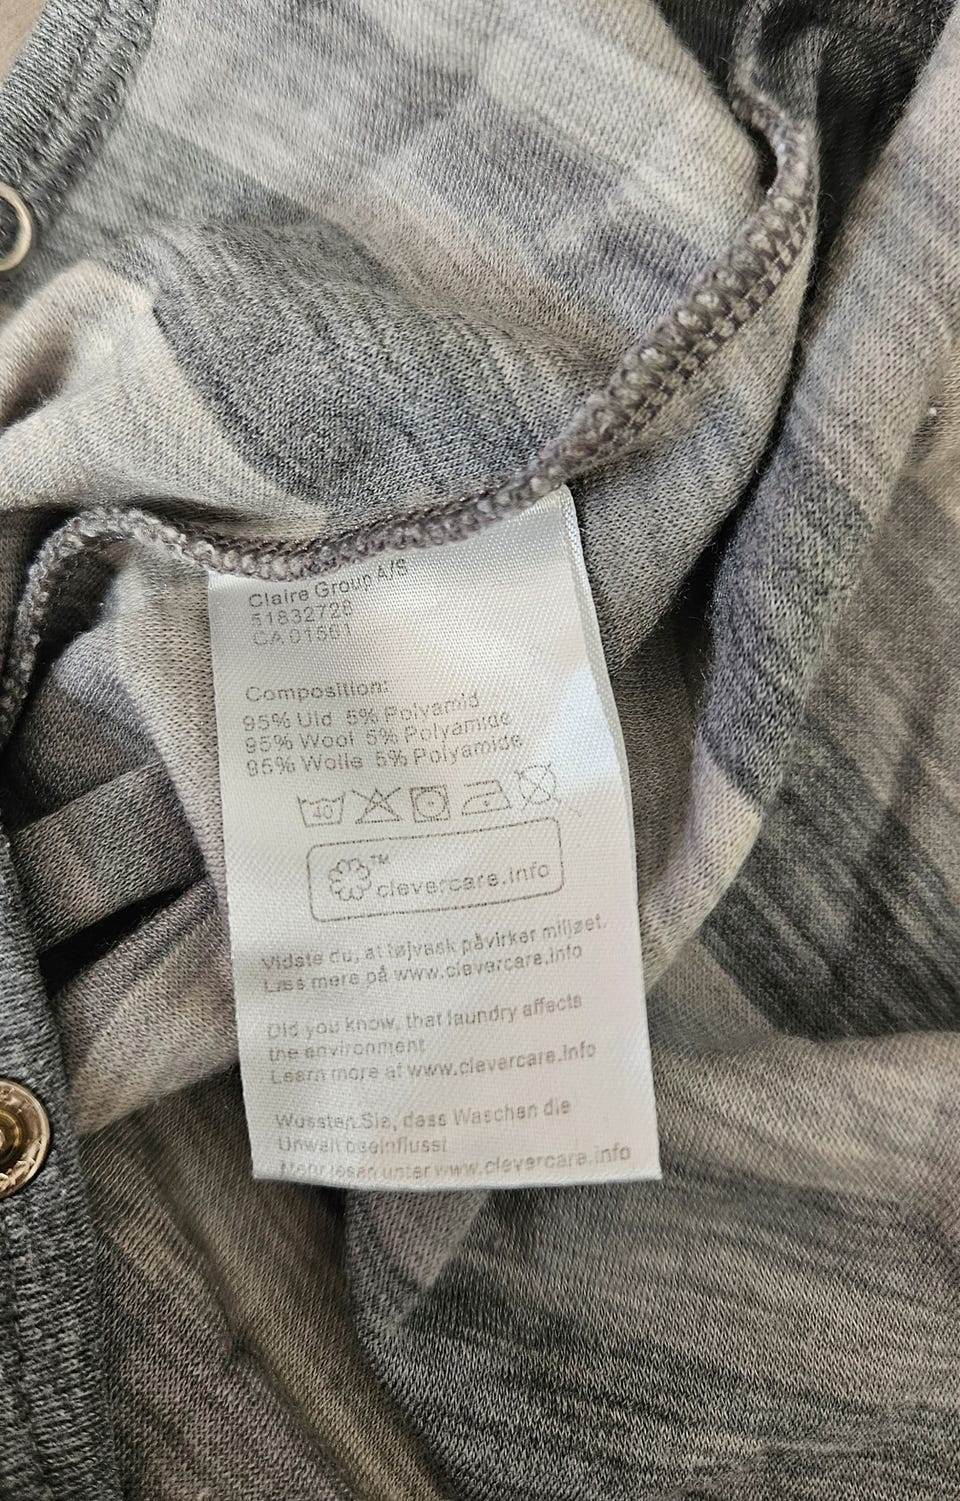 Claire Group A/S
51832728
CA 01561
Composition:
95% Uld 5% Polyamid
95% Wool 5% Polyamide
95% Wolle 5% Polyamide
40
TM
clevercare.info
Vidste du, at tøjvask påvirker miljøet.
Læs mere på www.clevercare.info
Did you know, that laundry affects
the environment
Learn more at www.clevercare.info
Wussten Sie, dass Waschen die
beeinflusst
Mehr lesen unter www.clevercare.info